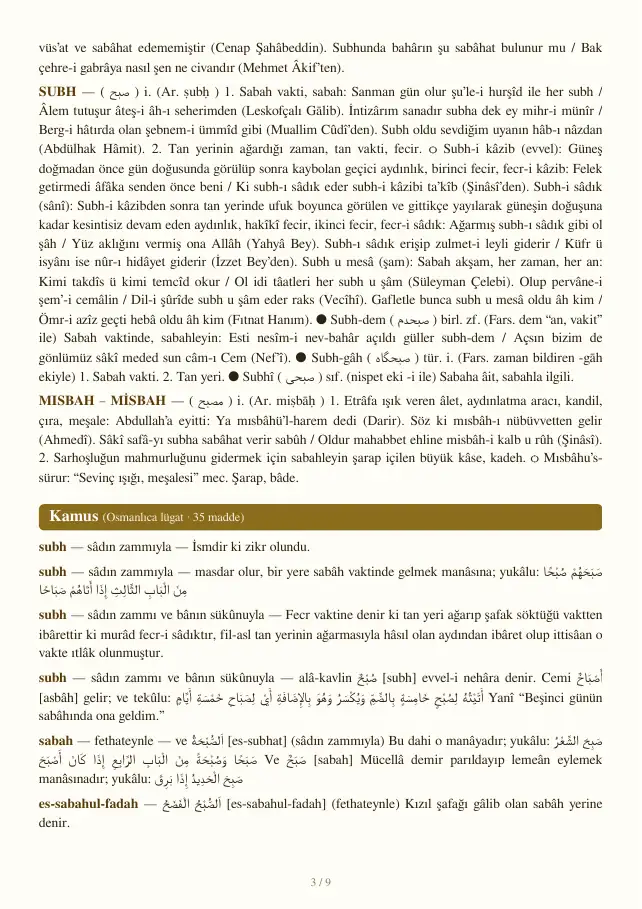 vüs'at ve sabâhat edememiştir (Cenap Şahâbeddin). Subhunda bahârın şu sabâhat bulunur mu / Bak
çehre-i gabrâya nasıl şen ne civandır (Mehmet Âkif'ten).
SUBH — ( صبح ) i. (Ar. ṣubḥ ) 1. Sabah vakti, sabah: Sanman gün olur şu'le-i hurşîd ile her subh /
Âlem tutuşur âteş-i âh-ı seherimden (Leskofçalı Gālib). İntizârım sanadır subha dek ey mihr-i münîr /
Berg-i hâtırda olan şebnem-i ümmîd gibi (Muallim Cûdî'den). Subh oldu sevdiğim uyanın hâb-ı nâzdan
(Abdülhak Hâmit). 2. Tan yerinin ağardığı zaman, tan vakti, fecir. ѻ Subh-i kâzib (evvel): Güneş
doğmadan önce gün doğusunda görülüp sonra kaybolan geçici aydınlık, birinci fecir, fecr-i kâzib: Felek
getirmedi âfâka senden önce beni / Ki subh-ı sâdık eder subh-i kâzibi ta'kîb (Şinâsî'den). Subh-i sâdık
(sânî): Subh-i kâzibden sonra tan yerinde ufuk boyunca görülen ve gittikçe yayılarak güneşin doğuşuna
kadar kesintisiz devam eden aydınlık, hakîkî fecir, ikinci fecir, fecr-i sâdık: Ağarmış subh-ı sâdık gibi ol
şâh / Yüz aklığını vermiş ona Allâh (Yahyâ Bey). Subh-ı sâdık erişip zulmet-i leyli giderir / Küfr ü
isyânı ise nûr-ı hidâyet giderir (İzzet Bey'den). Subh u mesâ (şam): Sabah akşam, her zaman, her an:
Kimi takdîs ü kimi temcîd okur / Ol idi tâatleri her subh u şâm (Süleyman Çelebi). Olup pervâne-i
şem'-i cemâlin / Dil-i şûrîde subh u şâm eder raks (Vecîhî). Gafletle bunca subh u mesâ oldu âh kim /
Ömr-i azîz geçti hebâ oldu âh kim (Fıtnat Hanım). ● Subh-dem ( صبحدم ) birl. zf. (Fars. dem “an, vakit”
ile) Sabah vaktinde, sabahleyin: Esti nesîm-i nev-bahâr açıldı güller subh-dem / Açsın bizim de
gönlümüz sâkî meded sun câm-ı Cem (Nef'î). ● Subh-gâh ( صبحگاه ) tür. i. (Fars. zaman bildiren -gāh
ekiyle) 1. Sabah vakti. 2. Tan yeri. ● Subhî ( صبحى ) sıf. (nispet eki -i ile) Sabaha âit, sabahla ilgili.
MISBAH – MİSBAH — ( مصباح ) i. (Ar. miṣbāḥ ) 1. Etrâfa ışık veren âlet, aydınlatma aracı, kandil,
çıra, meşale: Abdullah'a eyitti: Ya mısbâhü'l-harem dedi (Darir). Söz ki mısbâh-ı nübüvvetten gelir
(Ahmedî). Sâkî safâ-yı subha sabâhat verir sabûh / Oldur mahabbet ehline misbâh-i kalb u rûh (Şinâsî).
2. Sarhoşluğun mahmurluğunu gidermek için sabahleyin şarap içilen büyük kâse, kadeh. ѻ Mısbâhu's-
sürur: “Sevinç ışığı, meşalesi” mec. Şarap, bâde.
Kamus (Osmanlıca lügat · 35 madde)
subh — sâdın zammıyla — İsmdir ki zikr olundu.
subh — sâdın zammıyla — masdar olur, bir yere sabâh vaktinde gelmek manâsına; yukâlu: صَبَحَهُمْ صُبْحًا
مِنَ الْبَابِ الثَّالِثِ إِذَا أَتَاهُمْ صَبَاحًا
subh — sâdın zammı ve bânın sükûnuyla — Fecr vaktine denir ki tan yeri ağarıp şafak söktüğü vaktten
ibârettir ki murâd fecr-i sâdıktır, fil-asl tan yerinin ağarmasıyla hâsıl olan aydından ibâret olup ittisâan o
vakte ıtlâk olunmuştur.
subh — sâdın zammı ve bânın sükûnuyla — alâ-kavlin صُبْحٌ [subh] evvel-i nehâra denir. Cemi أَصْبَاحٌ
[asbâh] gelir; ve tekûlu: أَتَيْتُهُ لِصُبْحِ خَامِسَةٍ بِالضَّمِّ وَيُكْسَرُ وَهُوَ بِالْإِضَافَةِ أَيْ لِصَبَاحِ خَمْسَةِ أَيَّامٍ Yanî “Beşinci günün
sabâhında ona geldim.”
sabah — fethateynle — ve اَلصُّبْحَةُ [es-subhat] (sâdın zammıyla) Bu dahi o manâyadır; yukâlu: صَبِحَ الشَّعْرُ
صَبَحًا وَصُبْحَةً مِنَ الْبَابِ الرَّابِعِ إِذَا كَانَ أَصْبَحَ Ve صَبَحٌ [sabah] Mücellâ demir parıldayıp lemeân eylemek
manâsınadır; yukâlu: صَبِحَ الْحَدِيدُ إِذَا بَرِقَ
es-sabahul-fadah — اَلصُّبْحُ الْفَضْحُ [es-sabahul-fadah] (fethateynle) Kızıl şafağı gâlib olan sabâh yerine
denir.
3 / 9